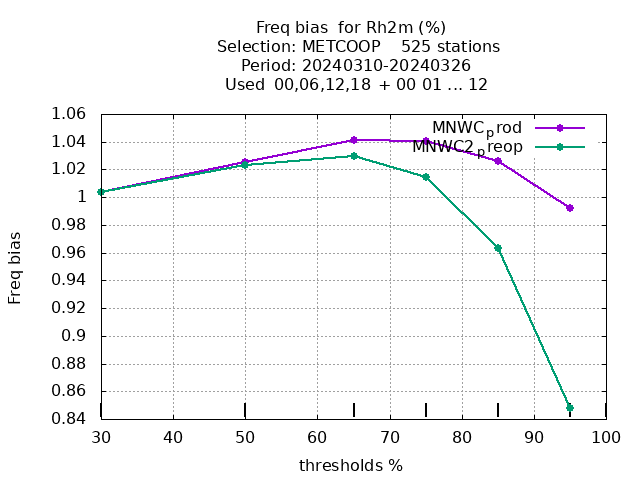 Freq bias  for Rh2m (%)
Selection: METCOOP    525 stations
Period: 20240310-20240326
Used  00,06,12,18 + 00 01 ... 12
MNWCprod
MNWC2preop
1.06
1.04
1.02
1
0.98
0.96
0.94
0.92
0.9
0.88
0.86
0.84
Freq bias
30 40 50 60 70 80 90 100
thresholds %